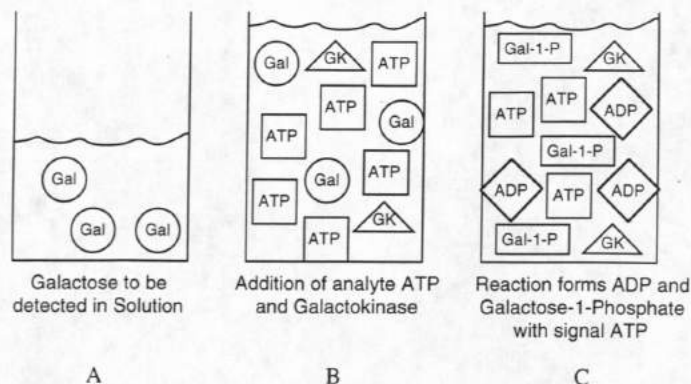 Gal
Gal
Gal
Galactose to be
detected in Solution
A
Gal
GK
ATP
ATP
Gal
ATP
ATP
Gal
ATP
GK
ATP
Addition of analyte ATP
and Galactokinase
B
Gal-1-P
GK
ATP
ATP
ADP
Gal-1-P
ADP
ATP
ADP
Gal-1-P
GK
Reaction forms ADP and
Galactose-1-Phosphate
with signal ATP
C